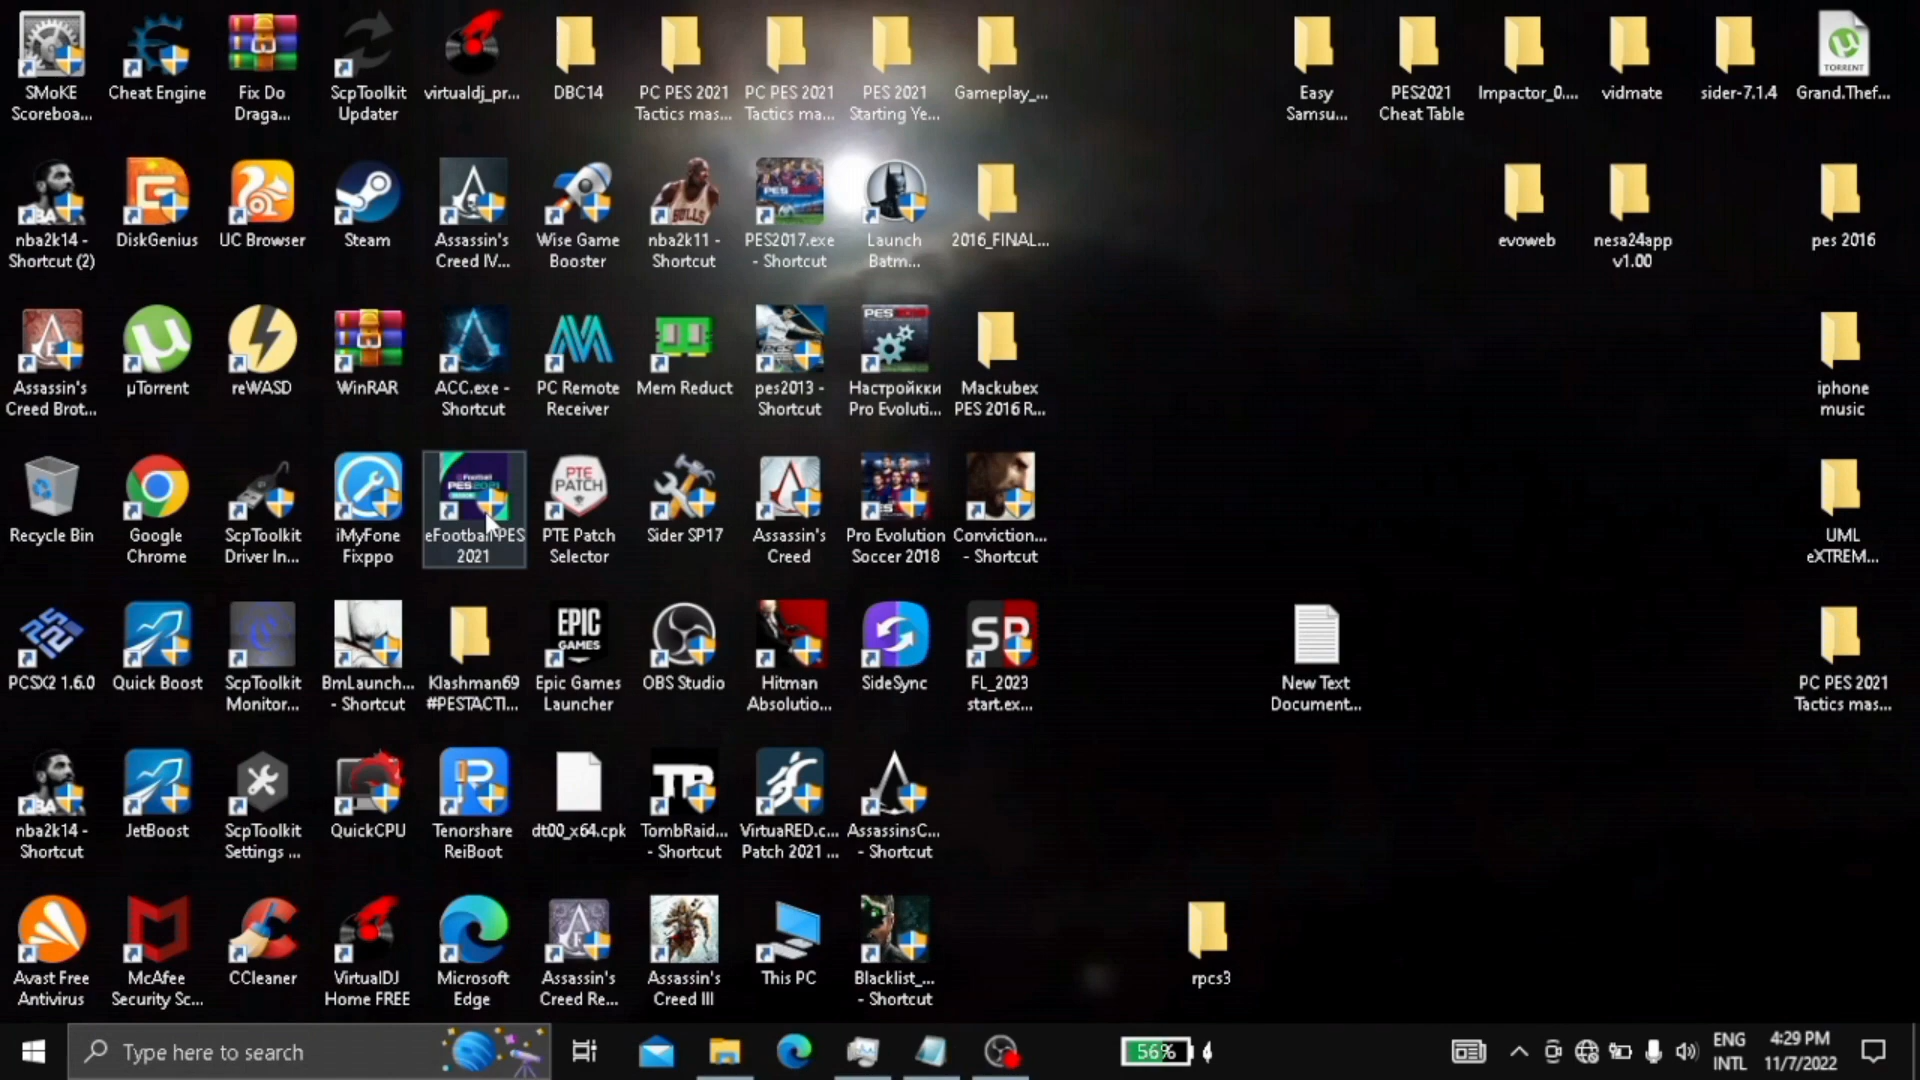 SMoKE
Scoreboa...
Cheat Engine
Fix Do
Draga...
ScpToolkit
Updater
virtualdj_pr...
DBC14
PC PES 2021
Tactics mas...
PC PES 2021
Tactics ma...
PES 2021
Starting Ye...
Gameplay_...
Easy
Samsu...
PES2021
Cheat Table
Impactor_0....
vidmate
sider-7.1.4
TORRENT
Grand.Thef...
nba2k14 -
Shortcut (2)
DiskGenius
UC Browser
Steam
Assassin's
Creed IV...
Wise Game
Booster
BULLS
nba2k11 -
Shortcut
PES2017.exe
- Shortcut
Launch
Batm...
2016_FINAL...
evoweb
nesa24app
v1.00
pes 2016
Assassin's
Creed Brot...
µTorrent
reWASD
WinRAR
ACC.exe -
Shortcut
PC Remote
Receiver
Mem Reduct
pes2013 -
Shortcut
Настройкки
Pro Evoluti...
Mackubex
PES 2016 R...
iphone
music
Recycle Bin
Google
Chrome
ScpToolkit
Driver In...
iMyFone
Fixppo
PES2021
eFootball PES
2021
PTE
PATCH
PTE Patch
Selector
Sider SP17
Assassin's
Creed
Pro Evolution
Soccer 2018
Conviction...
- Shortcut
UML
eXTREM...
PCSX2 1.6.0
Quick Boost
ScpToolkit
Monitor...
BmLaunch...
- Shortcut
Klashman69
#PESTACTI...
EPIC
GAMES
Epic Games
Launcher
OBS Studio
Hitman
Absolutio...
SideSync
SP
FL_2023
start.ex...
New Text
Document...
PC PES 2021
Tactics mas...
nba2k14 -
Shortcut
JetBoost
ScpToolkit
Settings ...
QuickCPU
Tenorshare
ReiBoot
dt00_x64.cpk
TR
TombRaid...
- Shortcut
VirtuaRED.c...
Patch 2021 ...
AssassinsC...
- Shortcut
Avast Free
Antivirus
McAfee
Security Sc...
CCleaner
VirtualDJ
Home FREE
Microsoft
Edge
Assassin's
Creed Re...
Assassin's
Creed III
This PC
Blacklist_...
- Shortcut
rpcs3
Type here to search
56%
ENG
INTL
4:29 PM
11/7/2022